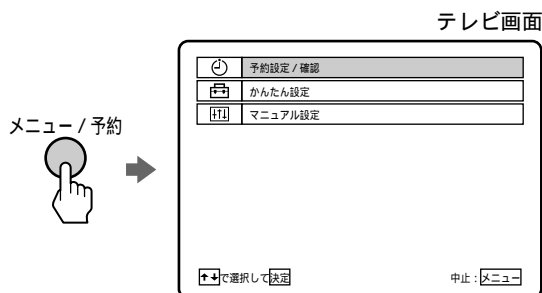 テレビ画面
メニュー / 予約
予約設定 / 確認
かんたん設定
マニュアル設定
で選択して決定
中止：メニュー